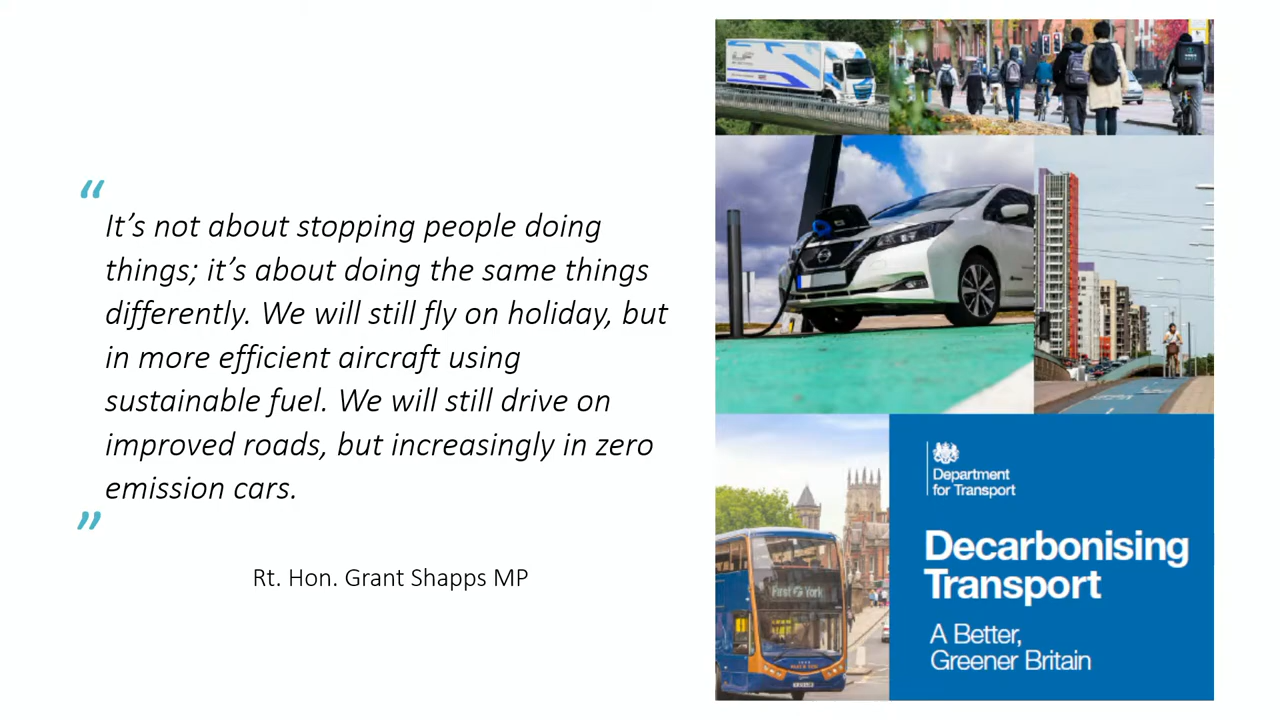 “
It’s not about stopping people doing
things; it’s about doing the same things
differently. We will still fly on holiday, but
in more efficient aircraft using
sustainable fuel. We will still drive on
improved roads, but increasingly in zero
emission cars.
”
Rt. Hon. Grant Shapps MP
First York
Department
for Transport
Decarbonising
Transport
A Better,
Greener Britain